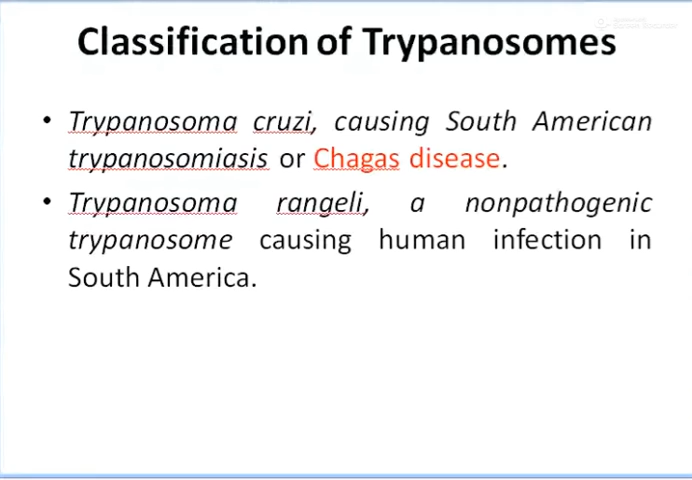 Classification of Trypanosomes
• Trypanosoma cruzi, causing South American
trypanosomiasis or Chagas disease.
• Trypanosoma rangeli, a nonpathogenic
trypanosome causing human infection in
South America.